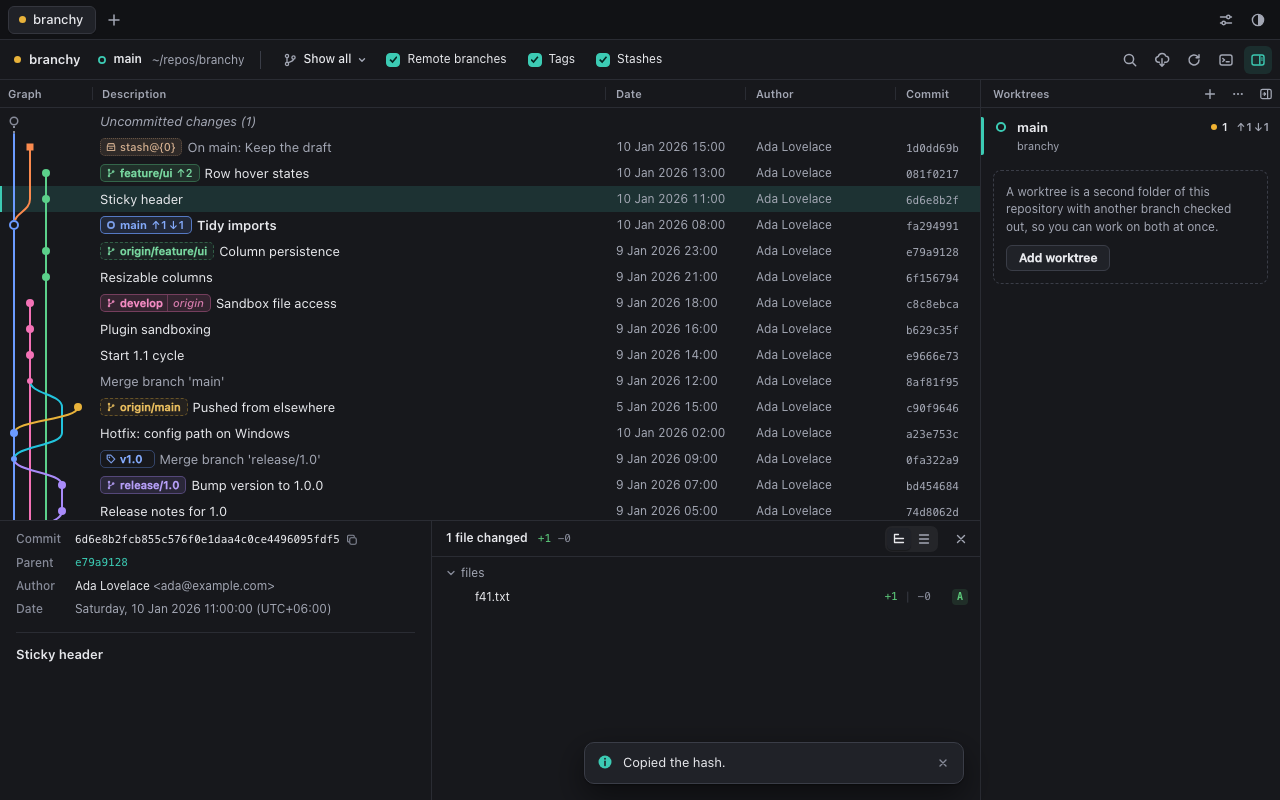 branchy
branchy main ~/repos/branchy Show all Remote branches Tags Stashes
Graph Description Date Author Commit
Uncommitted changes (1)
stash@{0} On main: Keep the draft 10 Jan 2026 15:00 Ada Lovelace 1d0dd69b
feature/ui ↑2 Row hover states 10 Jan 2026 13:00 Ada Lovelace 081f0217
Sticky header 10 Jan 2026 11:00 Ada Lovelace 6d6e8b2f
main ↑1↓1 Tidy imports 10 Jan 2026 08:00 Ada Lovelace fa294991
origin/feature/ui Column persistence 9 Jan 2026 23:00 Ada Lovelace e79a9128
Resizable columns 9 Jan 2026 21:00 Ada Lovelace 6f156794
develop origin Sandbox file access 9 Jan 2026 18:00 Ada Lovelace c8c8ebca
Plugin sandboxing 9 Jan 2026 16:00 Ada Lovelace b629c35f
Start 1.1 cycle 9 Jan 2026 14:00 Ada Lovelace e9666e73
Merge branch 'main' 9 Jan 2026 12:00 Ada Lovelace 8af81f95
origin/main Pushed from elsewhere 5 Jan 2026 15:00 Ada Lovelace c90f9646
Hotfix: config path on Windows 10 Jan 2026 02:00 Ada Lovelace a23e753c
v1.0 Merge branch 'release/1.0' 9 Jan 2026 09:00 Ada Lovelace 0fa322a9
release/1.0 Bump version to 1.0.0 9 Jan 2026 07:00 Ada Lovelace bd454684
Release notes for 1.0 9 Jan 2026 05:00 Ada Lovelace 74d8062d
Worktrees
main 1 ↑1↓1
branchy
A worktree is a second folder of this
repository with another branch checked
out, so you can work on both at once.
Add worktree
Commit 6d6e8b2fcb855c576f0e1daa4c0ce4496095fdf5
Parent e79a9128
Author Ada Lovelace <ada@example.com>
Date Saturday, 10 Jan 2026 11:00:00 (UTC+06:00)
Sticky header
1 file changed +1 −0
files
f41.txt +1 | −0 A
Copied the hash.